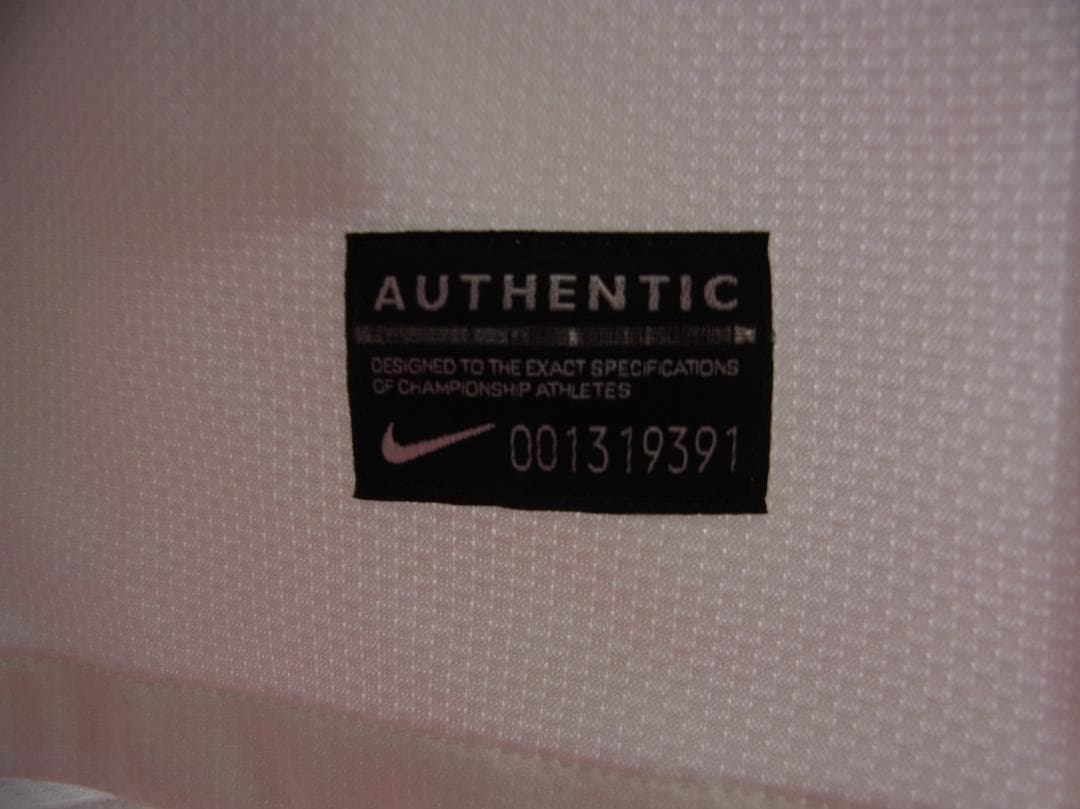 AUTHENTIC
DESIGNED TO THE EXACT SPECIFICATIONS
OF CHAMPIONSHIP ATHLETES
001319391